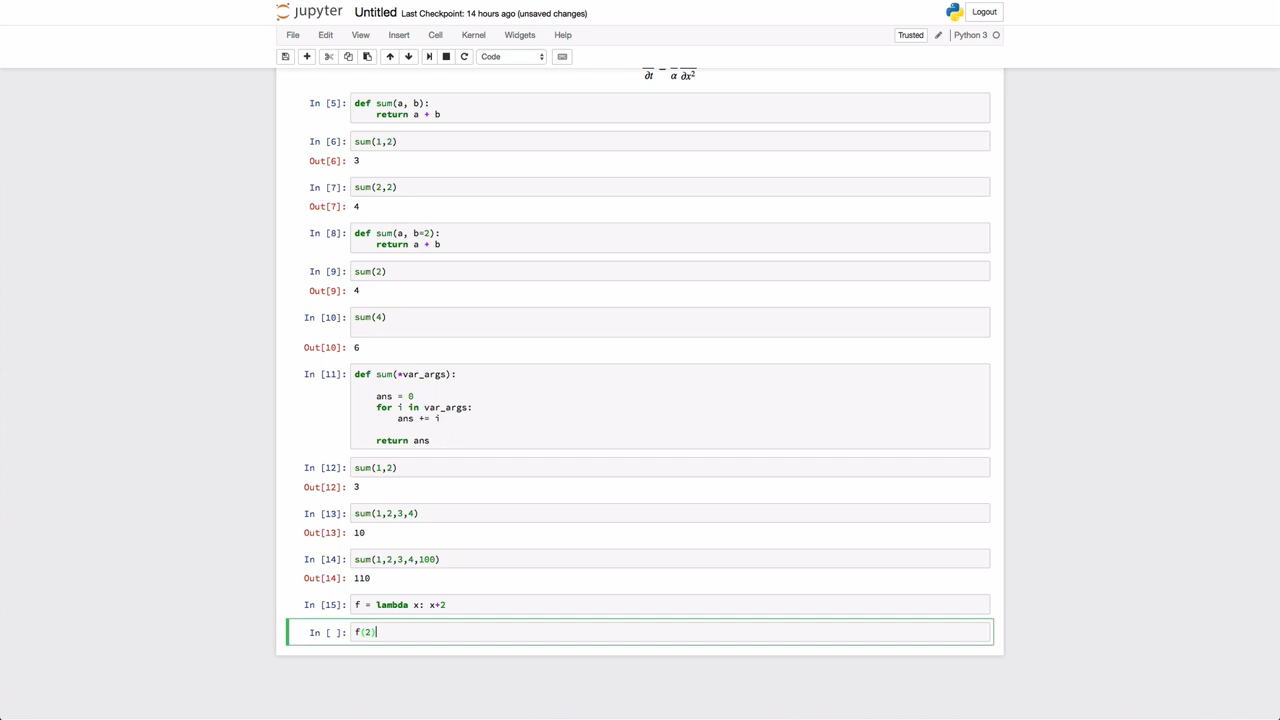 jupyter Untitled Last Checkpoint: 14 hours ago (unsaved changes) Logout
File Edit View Insert Cell Kernel Widgets Help Trusted Python 3
Code
∂t = α ∂x²
In [5]: def sum(a, b):
return a + b
In [6]: sum(1,2)
Out[6]: 3
In [7]: sum(2,2)
Out[7]: 4
In [8]: def sum(a, b=2):
return a + b
In [9]: sum(2)
Out[9]: 4
In [10]: sum(4)
Out[10]: 6
In [11]: def sum(*var_args):
ans = 0
for i in var_args:
ans += i
return ans
In [12]: sum(1,2)
Out[12]: 3
In [13]: sum(1,2,3,4)
Out[13]: 10
In [14]: sum(1,2,3,4,100)
Out[14]: 110
In [15]: f = lambda x: x+2
In [ ]: f(2)